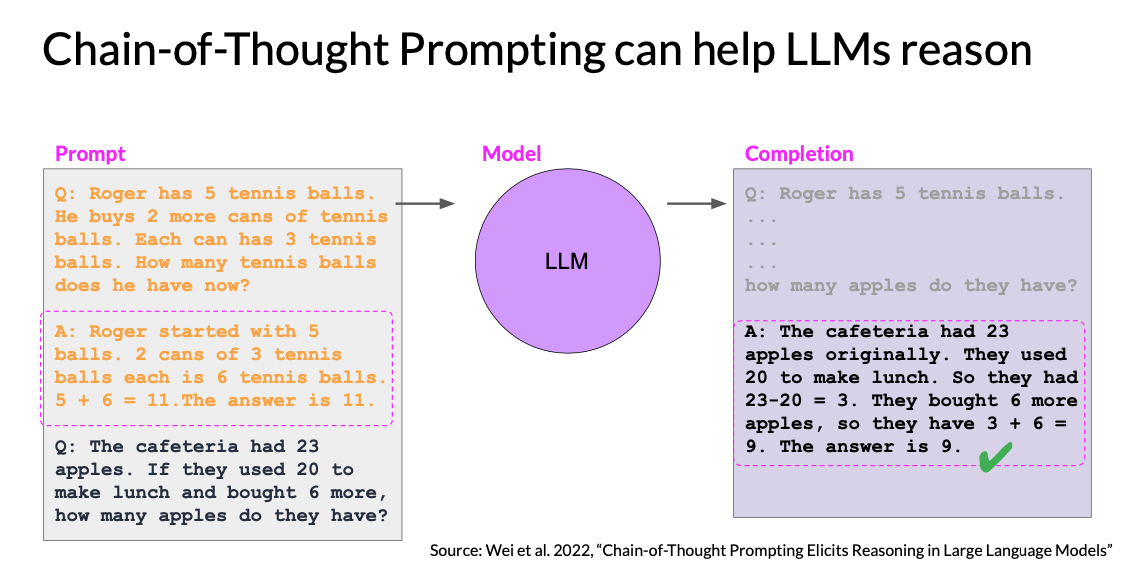 Chain-of-Thought Prompting can help LLMs reason
Prompt
Q: Roger has 5 tennis balls.
He buys 2 more cans of tennis
balls. Each can has 3 tennis
balls. How many tennis balls
does he have now?
A: Roger started with 5
balls. 2 cans of 3 tennis
balls each is 6 tennis balls.
5 + 6 = 11.The answer is 11.
Q: The cafeteria had 23
apples. If they used 20 to
make lunch and bought 6 more,
how many apples do they have?
Model
LLM
Completion
Q: Roger has 5 tennis balls.
...
...
...
how many apples do they have?
A: The cafeteria had 23
apples originally. They used
20 to make lunch. So they had
23-20 = 3. They bought 6 more
apples, so they have 3 + 6 =
9. The answer is 9.
Source: Wei et al. 2022, “Chain-of-Thought Prompting Elicits Reasoning in Large Language Models”